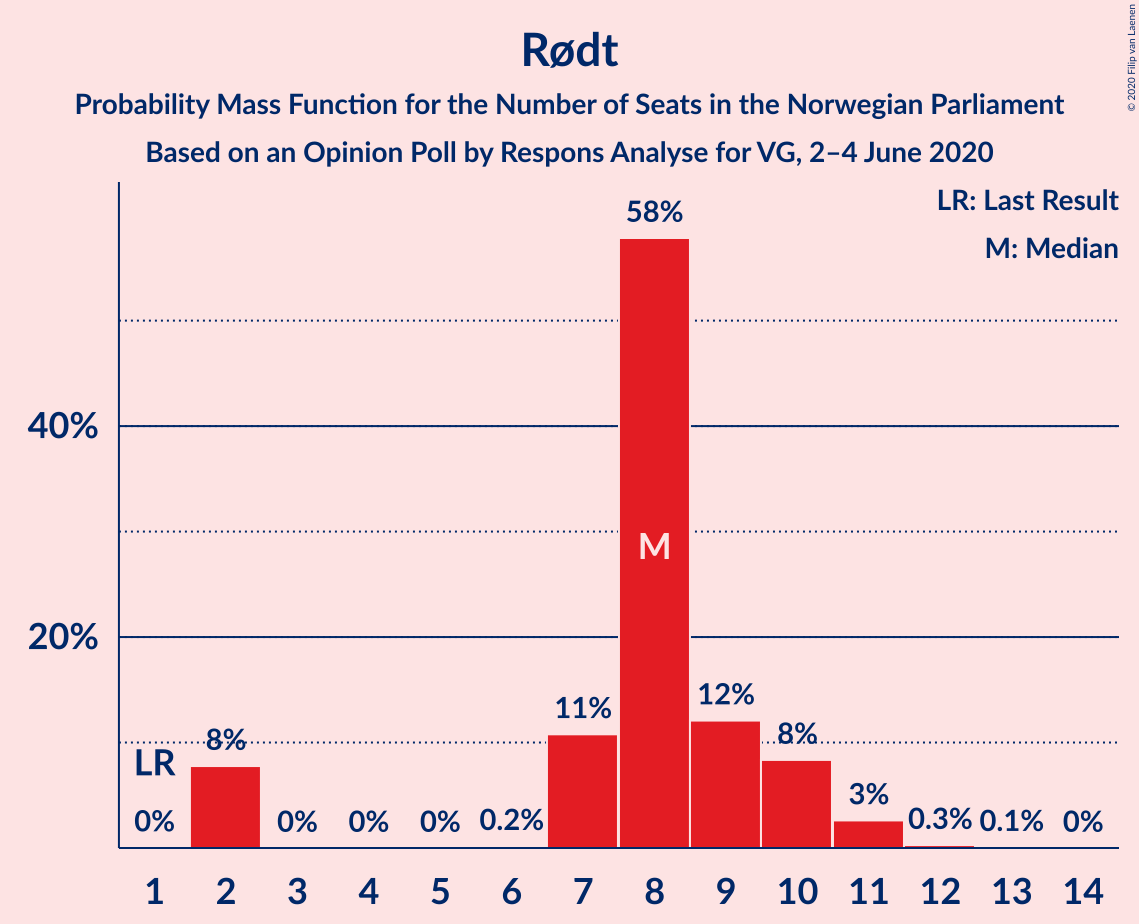 Rødt
Probability Mass Function for the Number of Seats in the Norwegian Parliament
Based on an Opinion Poll by Respons Analyse for VG, 2–4 June 2020
© 2020 Filip van Laenen
LR: Last Result
M: Median
58%
40%
M
20%
12%
11%
8%
8%
LR
3%
0%
0%
0%
0%
0.2%
0.3%
0.1%
0%
1 2 3 4 5 6 7 8 9 10 11 12 13 14